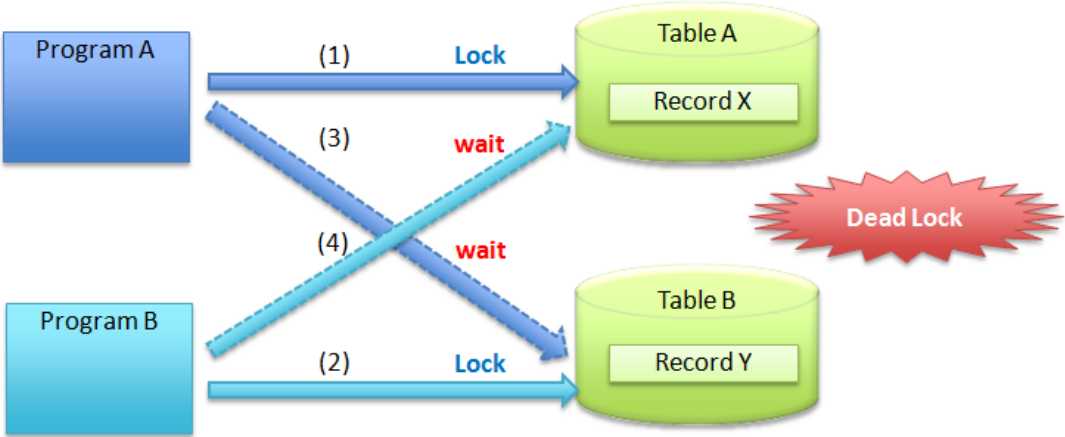 Program A
(1)
Lock
Table A
Record X
(3)
wait
Dead Lock
(4)
wait
Program B
(2)
Lock
Table B
Record Y